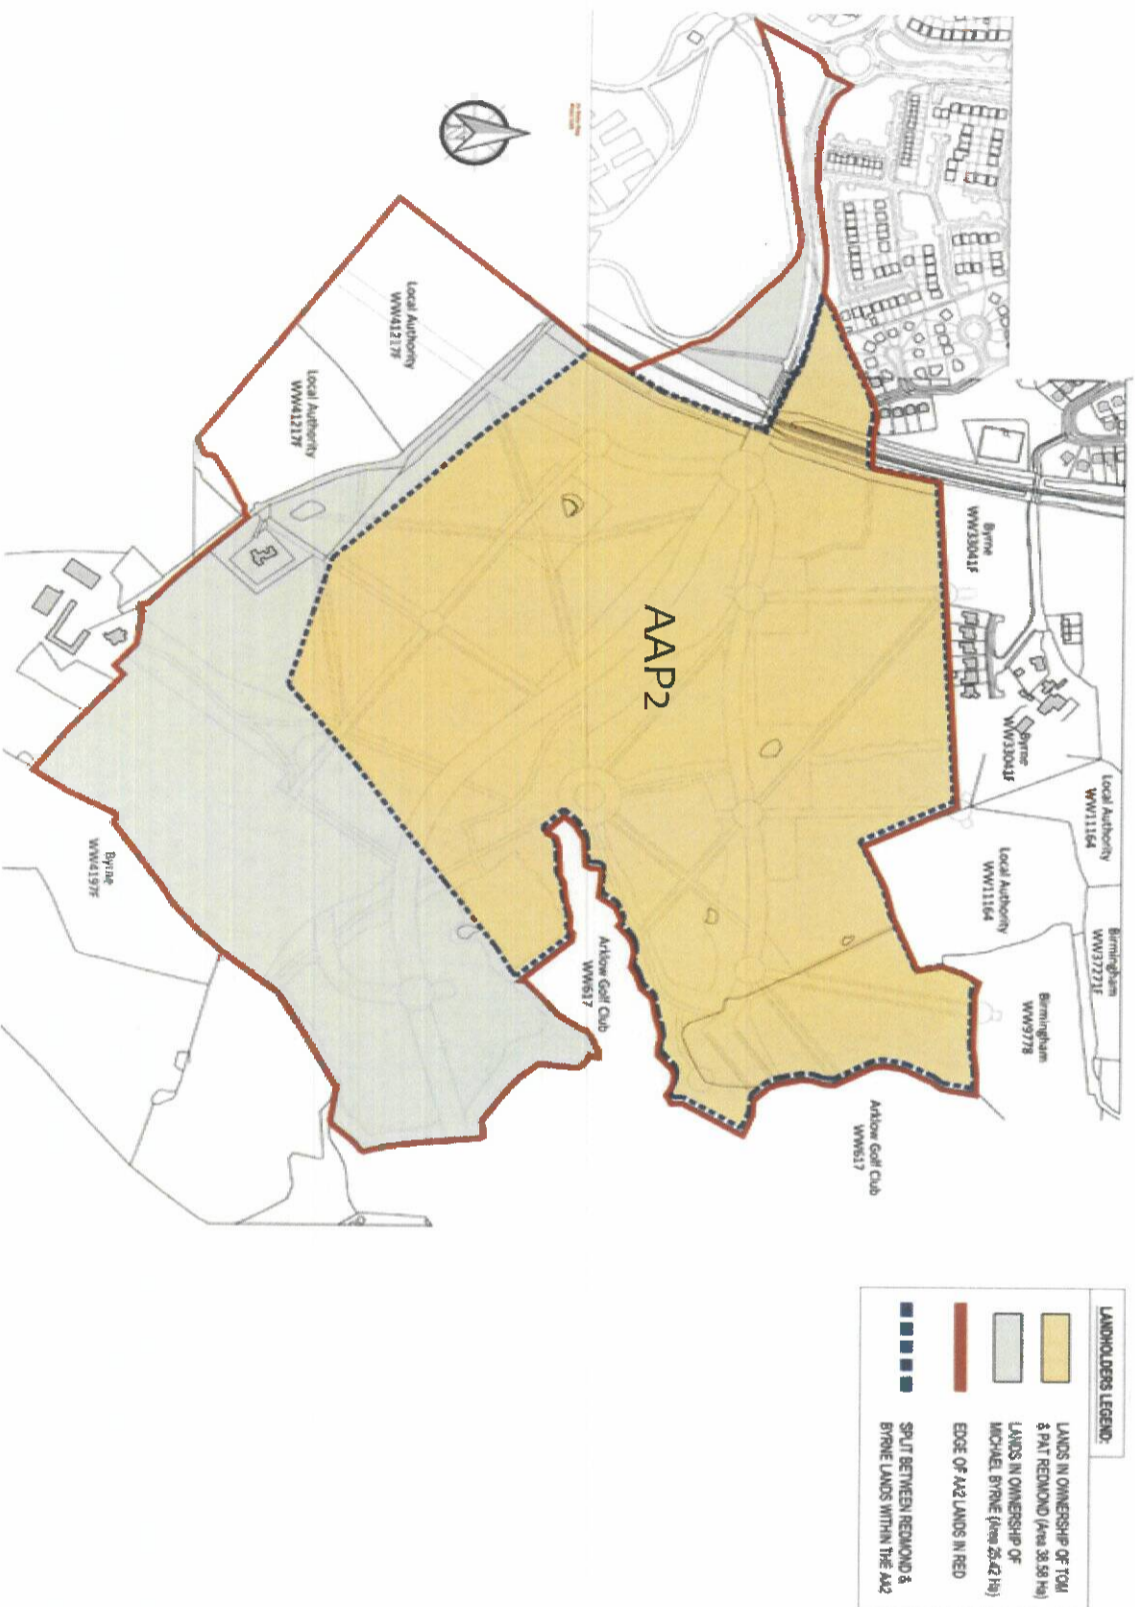 Byrne
WW33041F
Byrne
WW33041F
Local Authority
WW11164
Birmingham
WW37271F
Local Authority
WW11164
Birmingham
WW9778
Local Authority
WW41217F
Local Authority
WW41217F
AAP2
Arklow Golf Club
WW617
Arklow Golf Club
WW617
Byrne
WW4197F
LANDHOLDERS LEGEND:
LANDS IN OWNERSHIP OF TOM
& PAT REDMOND (Area 38.58 Ha)
LANDS IN OWNERSHIP OF
MICHAEL BYRNE (Area 25.42 Ha)
EDGE OF AA2 LANDS IN RED
SPLIT BETWEEN REDMOND &
BYRNE LANDS WITHIN THE AA2